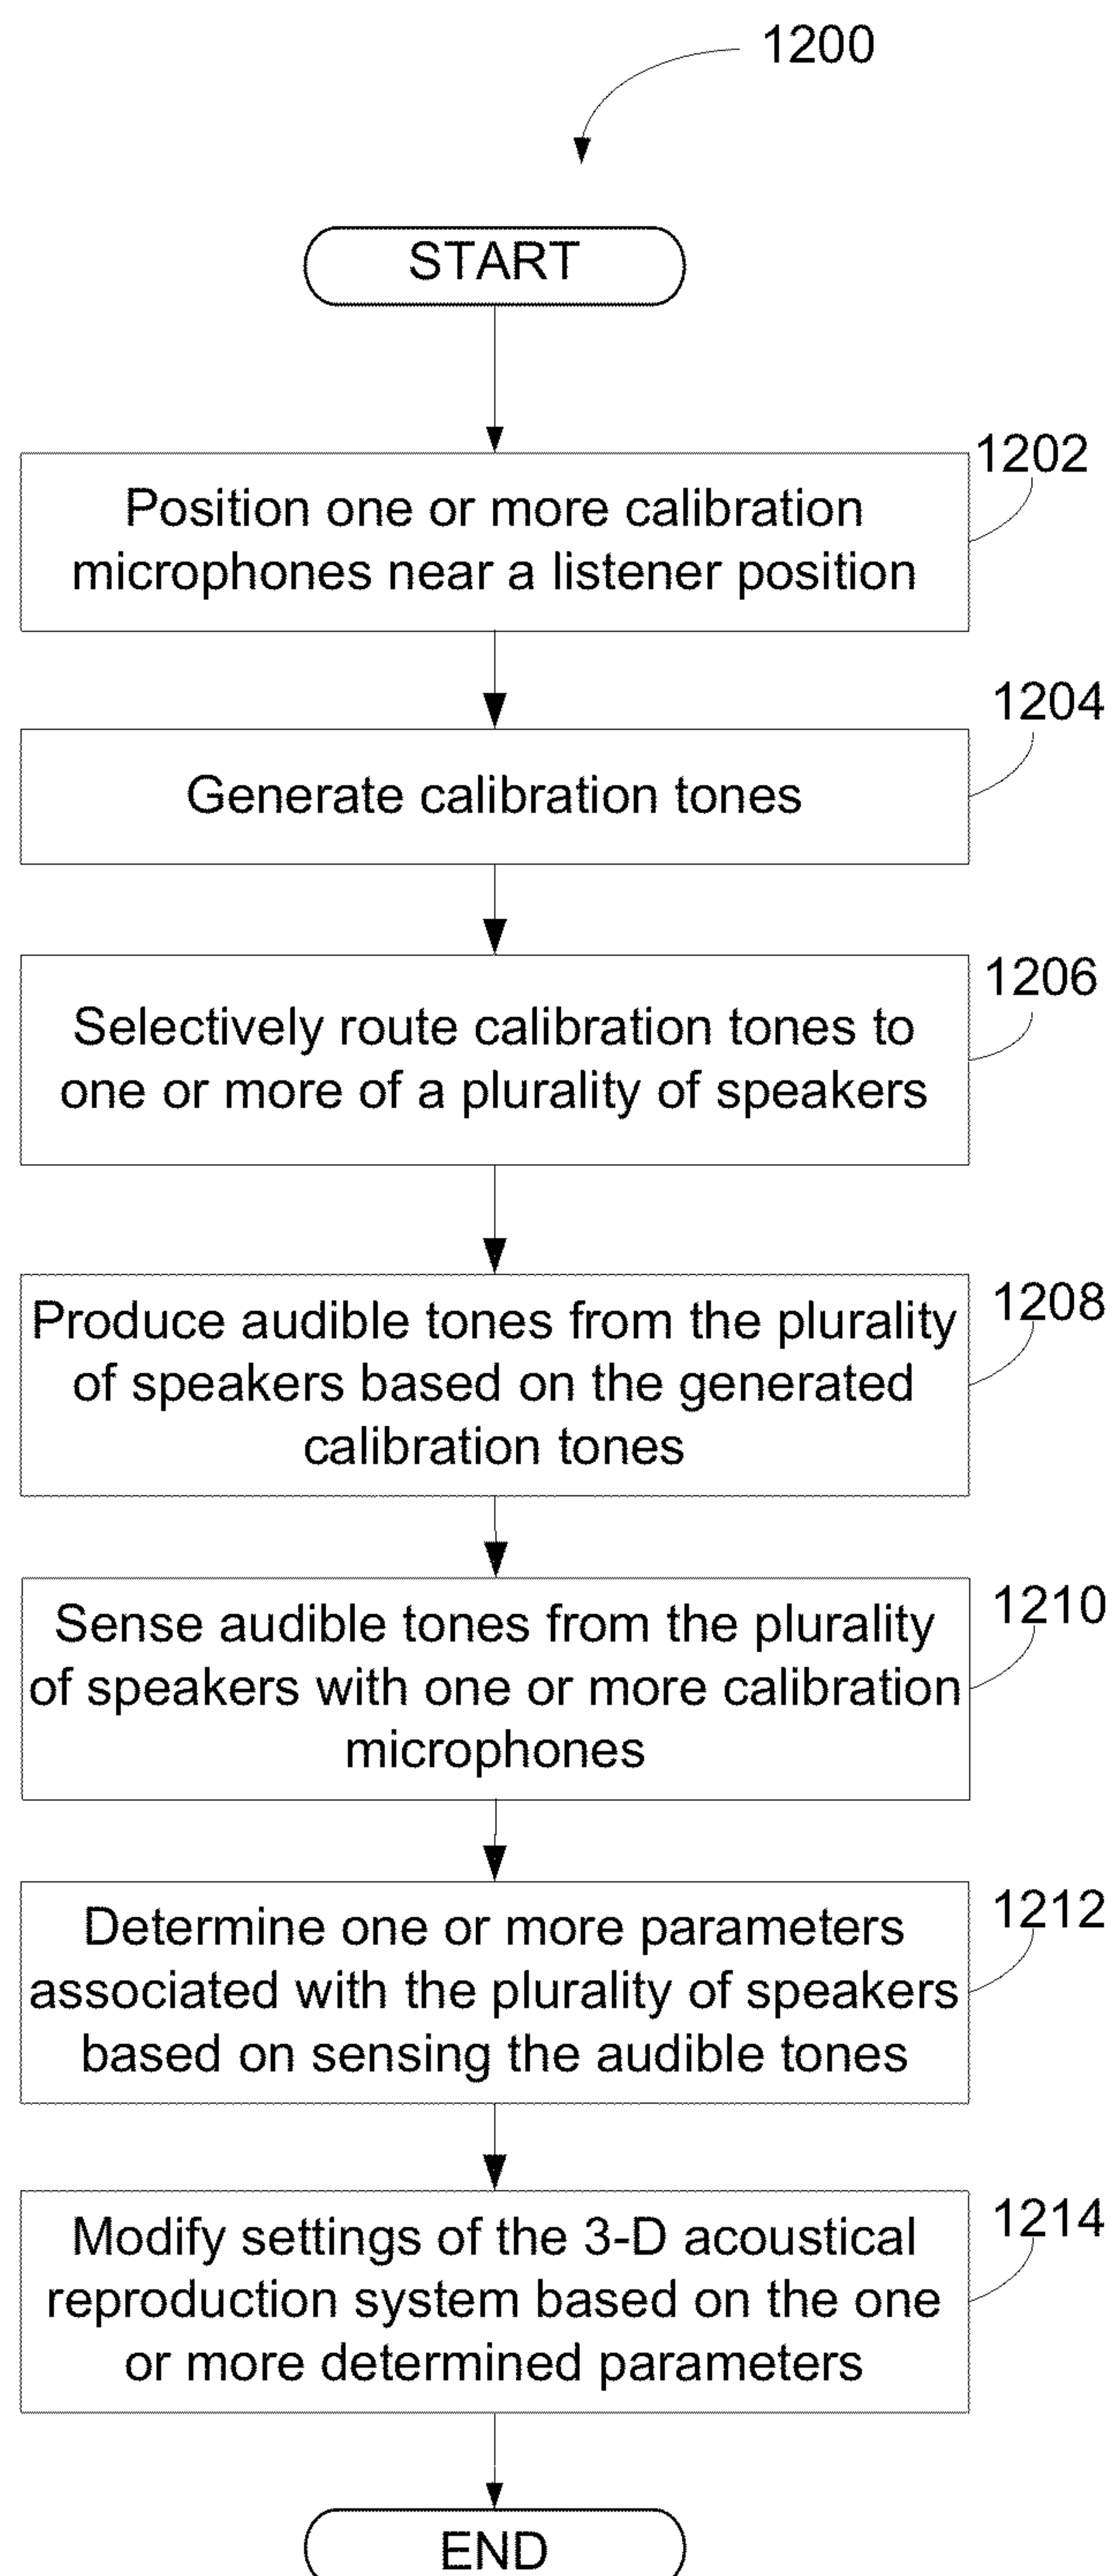 1200
START
1202
Position one or more calibration
microphones near a listener position
1204
Generate calibration tones
1206
Selectively route calibration tones to
one or more of a plurality of speakers
1208
Produce audible tones from the plurality
of speakers based on the generated
calibration tones
1210
Sense audible tones from the plurality
of speakers with one or more calibration
microphones
1212
Determine one or more parameters
associated with the plurality of speakers
based on sensing the audible tones
1214
Modify settings of the 3-D acoustical
reproduction system based on the one
or more determined parameters
END